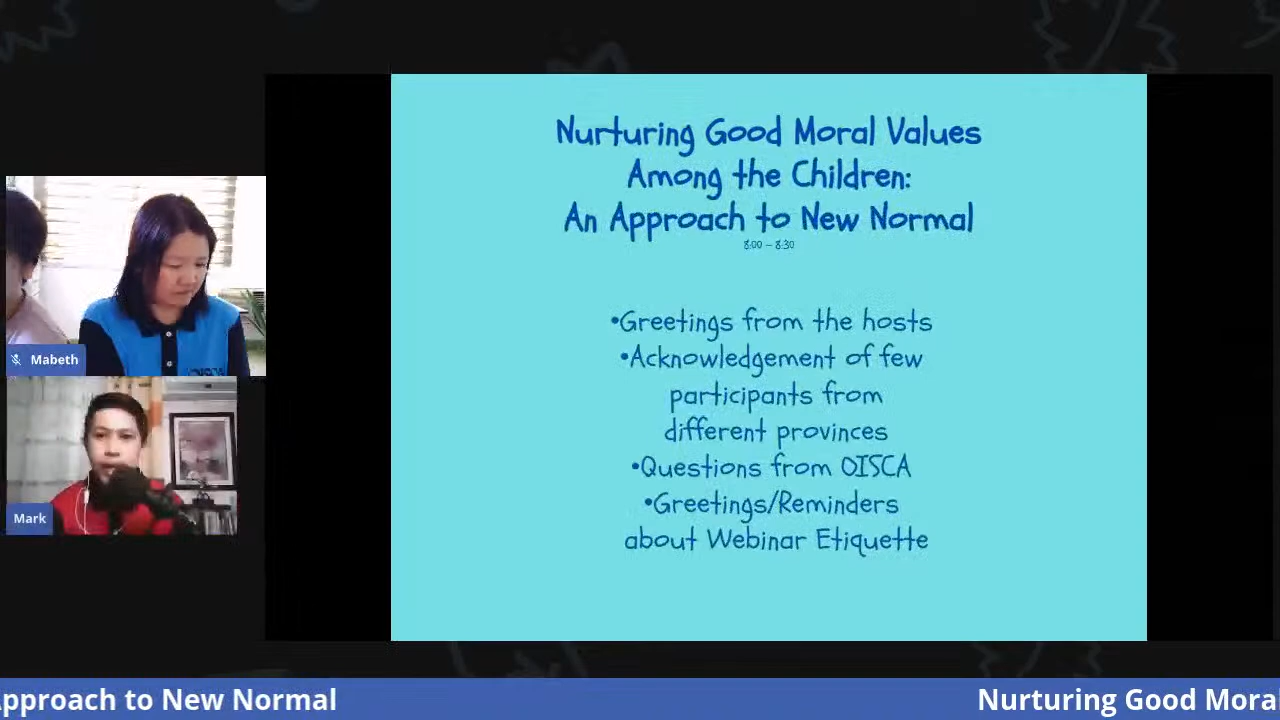 Nurturing Good Moral Values
Among the Children:
An Approach to New Normal
8:00 - 8:30
•Greetings from the hosts
•Acknowledgement of few
participants from
different provinces
•Questions from OISCA
•Greetings/Reminders
about Webinar Etiquette
Mabeth
Mark
pproach to New Normal
Nurturing Good Mora